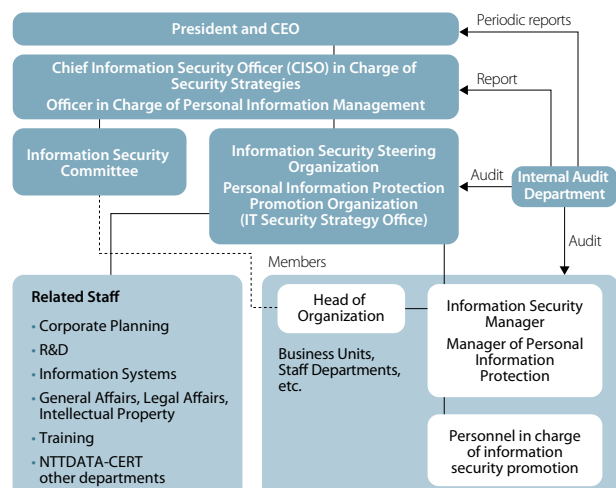 President and CEO
Periodic reports
Chief Information Security Officer (CISO) in Charge of
Security Strategies
Officer in Charge of Personal Information Management
Report
Information Security
Committee
Information Security Steering
Organization
Personal Information Protection
Promotion Organization
(IT Security Strategy Office)
Audit
Internal Audit
Department
Audit
Members
Related Staff
• Corporate Planning
• R&D
• Information Systems
• General Affairs, Legal Affairs,
Intellectual Property
• Training
• NTTDATA-CERT
other departments
Head of
Organization
Business Units,
Staff Departments,
etc.
Information Security
Manager
Manager of Personal
Information
Protection
Personnel in charge
of information
security promotion